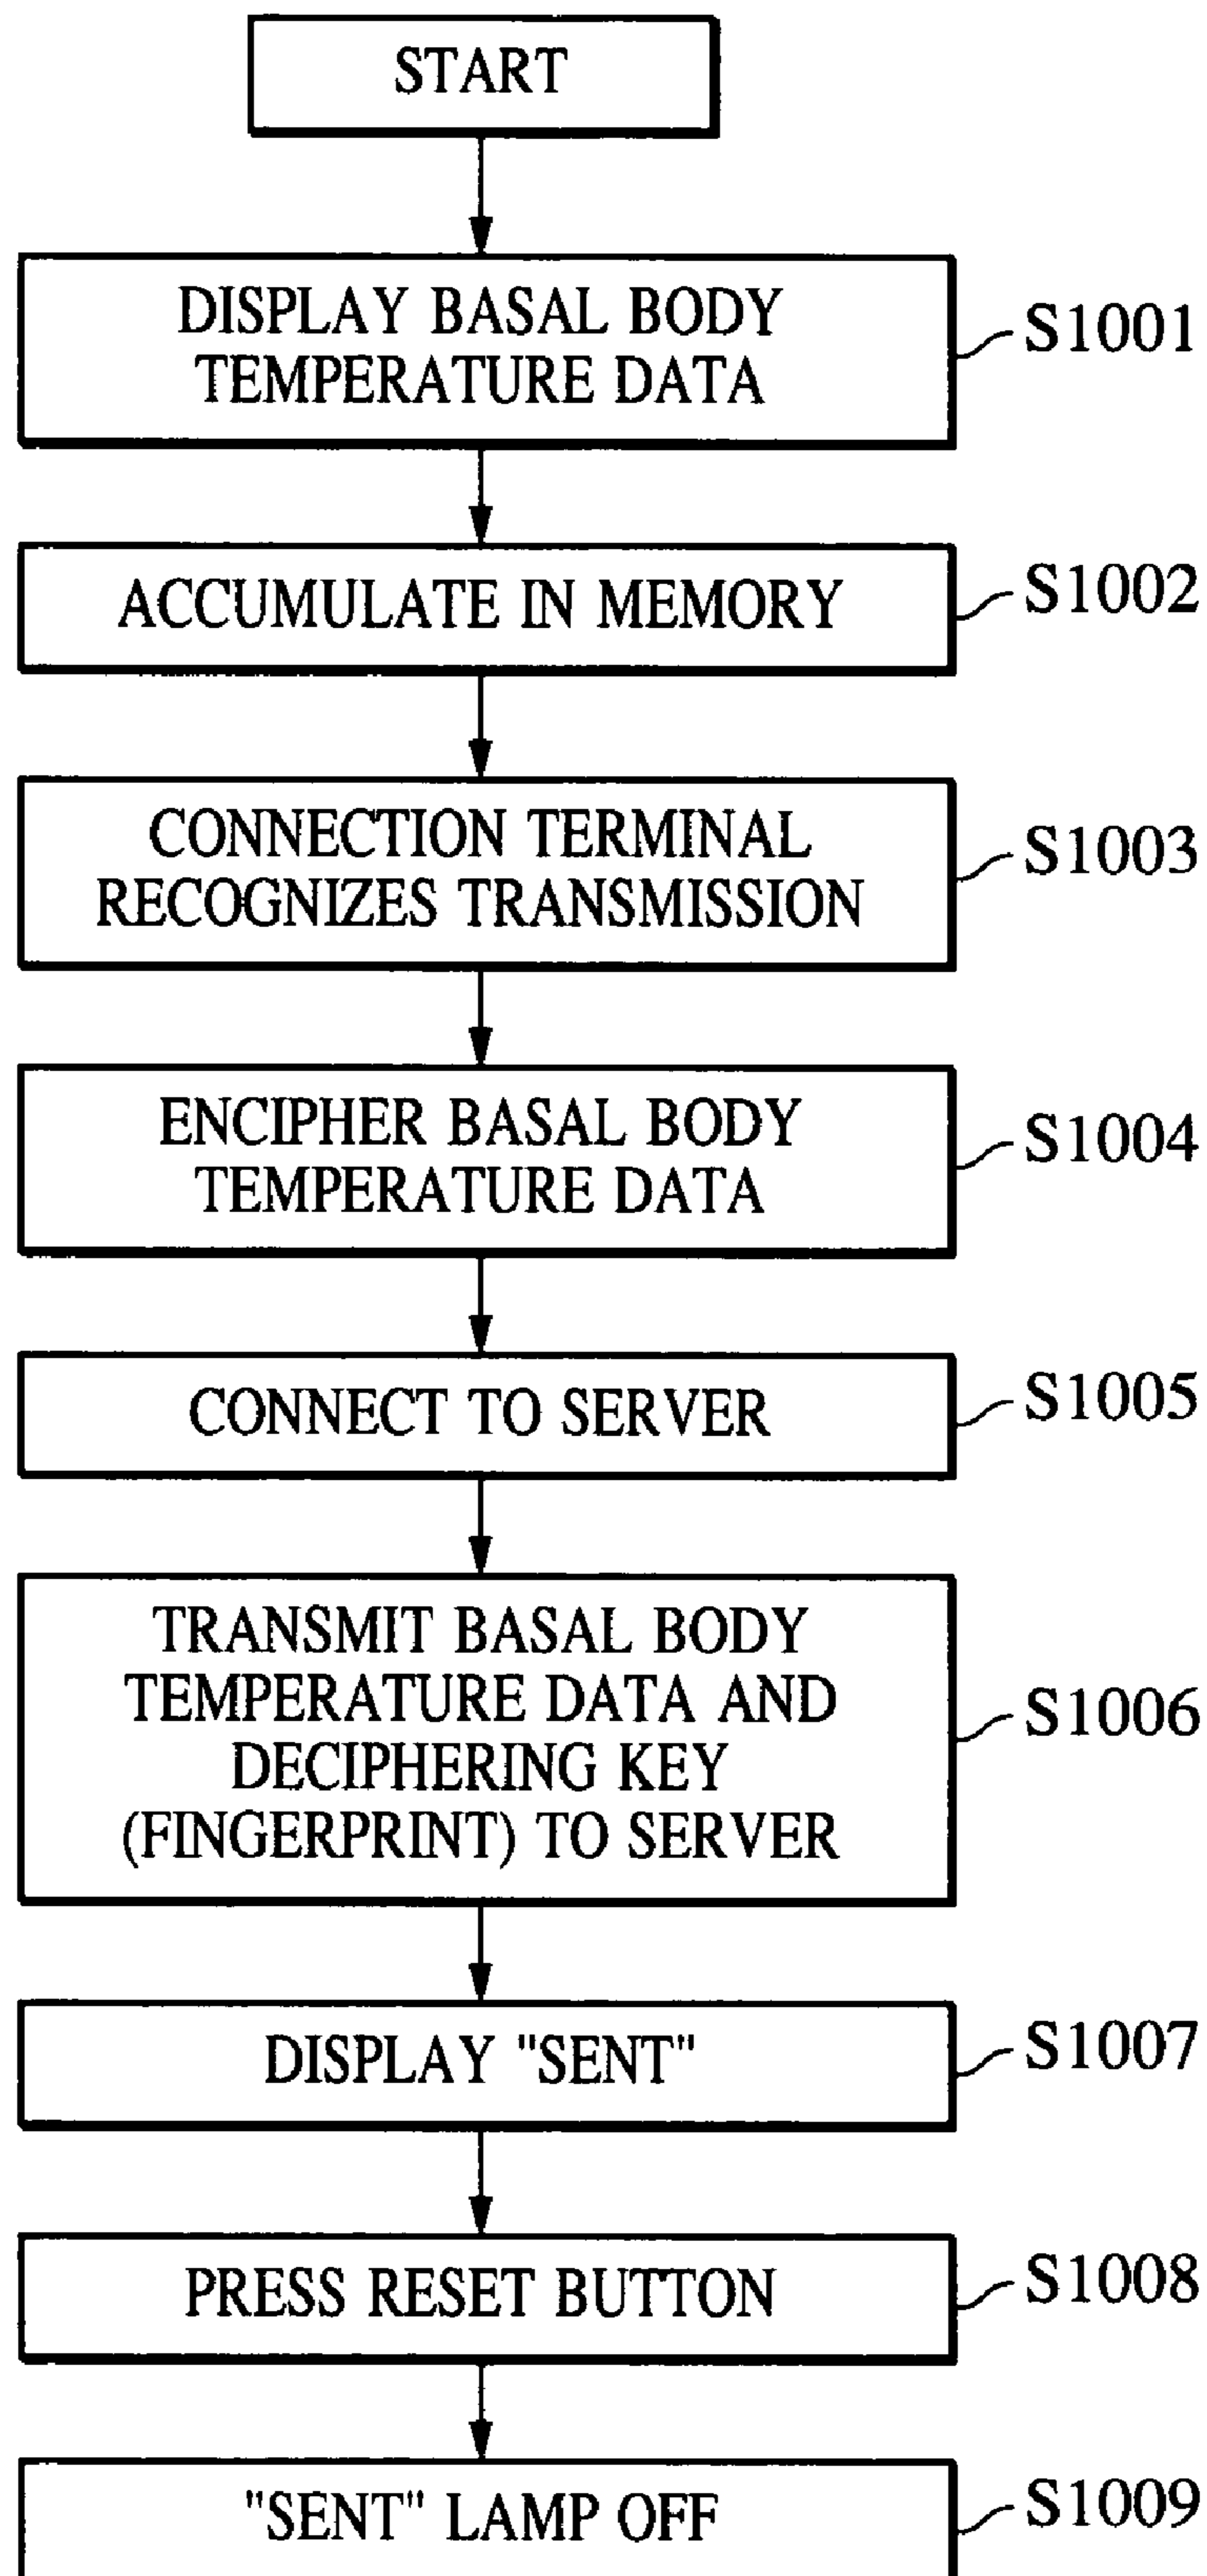 START
DISPLAY BASAL BODY
TEMPERATURE DATA
S1001
ACCUMULATE IN MEMORY
S1002
CONNECTION TERMINAL
RECOGNIZES TRANSMISSION
S1003
ENCIPHER BASAL BODY
TEMPERATURE DATA
S1004
CONNECT TO SERVER
S1005
TRANSMIT BASAL BODY
TEMPERATURE DATA AND
DECIPHERING KEY
(FINGERPRINT) TO SERVER
S1006
DISPLAY "SENT"
S1007
PRESS RESET BUTTON
S1008
"SENT" LAMP OFF
S1009